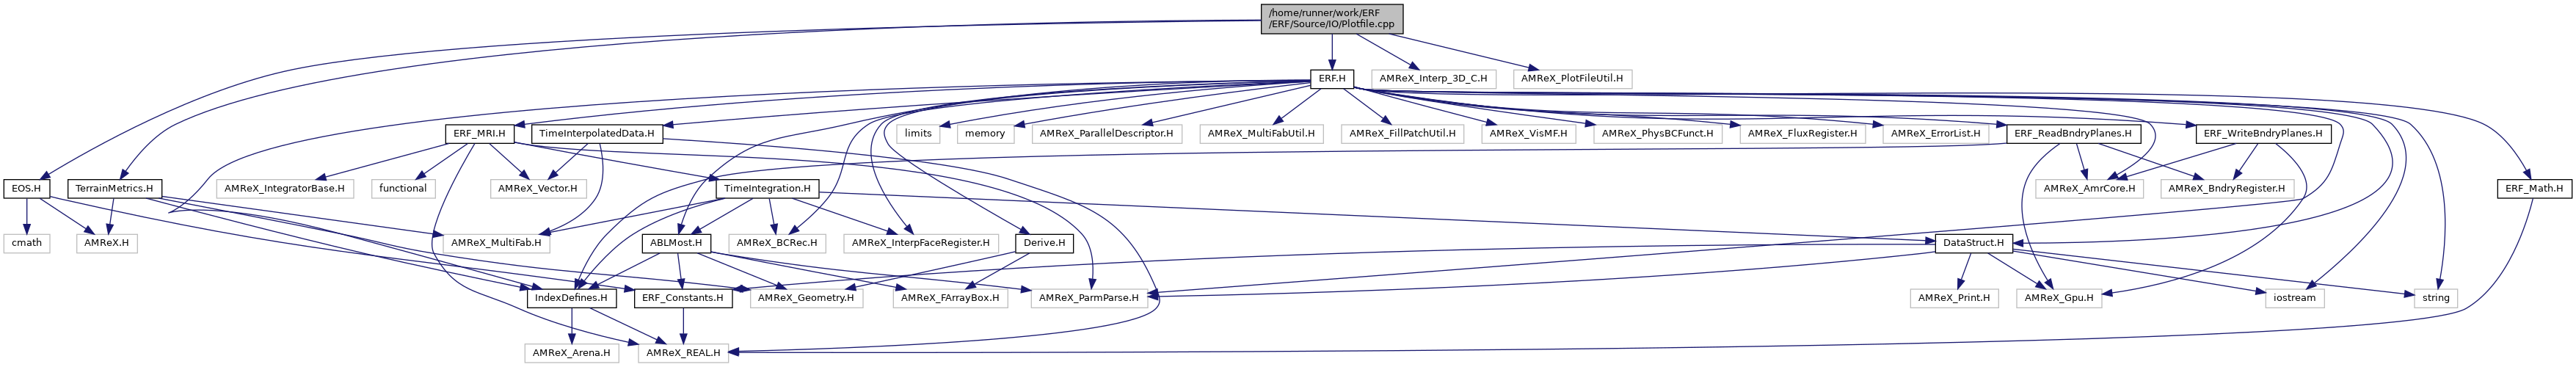 /home/runner/work/ERF
/ERF/Source/IO/Plotfile.cpp
ERF.H
AMReX_Interp_3D_C.H
AMReX_PlotFileUtil.H
ERF_MRI.H
TimeInterpolatedData.H
limits
memory
AMReX_ParallelDescriptor.H
AMReX_MultiFabUtil.H
AMReX_FillPatchUtil.H
AMReX_VisMF.H
AMReX_PhysBCFunct.H
AMReX_FluxRegister.H
AMReX_ErrorList.H
ERF_ReadBndryPlanes.H
ERF_WriteBndryPlanes.H
EOS.H
TerrainMetrics.H
AMReX_IntegratorBase.H
functional
AMReX_Vector.H
TimeIntegration.H
AMReX_AmrCore.H
AMReX_BndryRegister.H
ERF_Math.H
cmath
AMReX.H
AMReX_MultiFab.H
ABLMost.H
AMReX_BCRec.H
AMReX_InterpFaceRegister.H
Derive.H
DataStruct.H
IndexDefines.H
ERF_Constants.H
AMReX_Geometry.H
AMReX_FArrayBox.H
AMReX_ParmParse.H
AMReX_Print.H
AMReX_Gpu.H
iostream
string
AMReX_Arena.H
AMReX_REAL.H